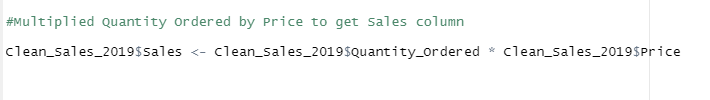 #Multiplied Quantity Ordered by Price to get Sales column
Clean_Sales_2019$Sales <- Clean_Sales_2019$Quantity_Ordered * Clean_Sales_2019$Price